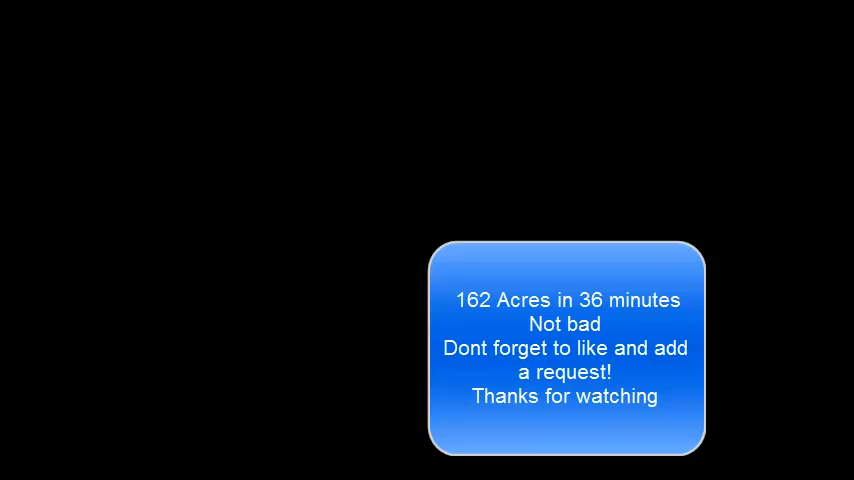 162 Acres in 36 minutes
Not bad
Dont forget to like and add
a request!
Thanks for watching